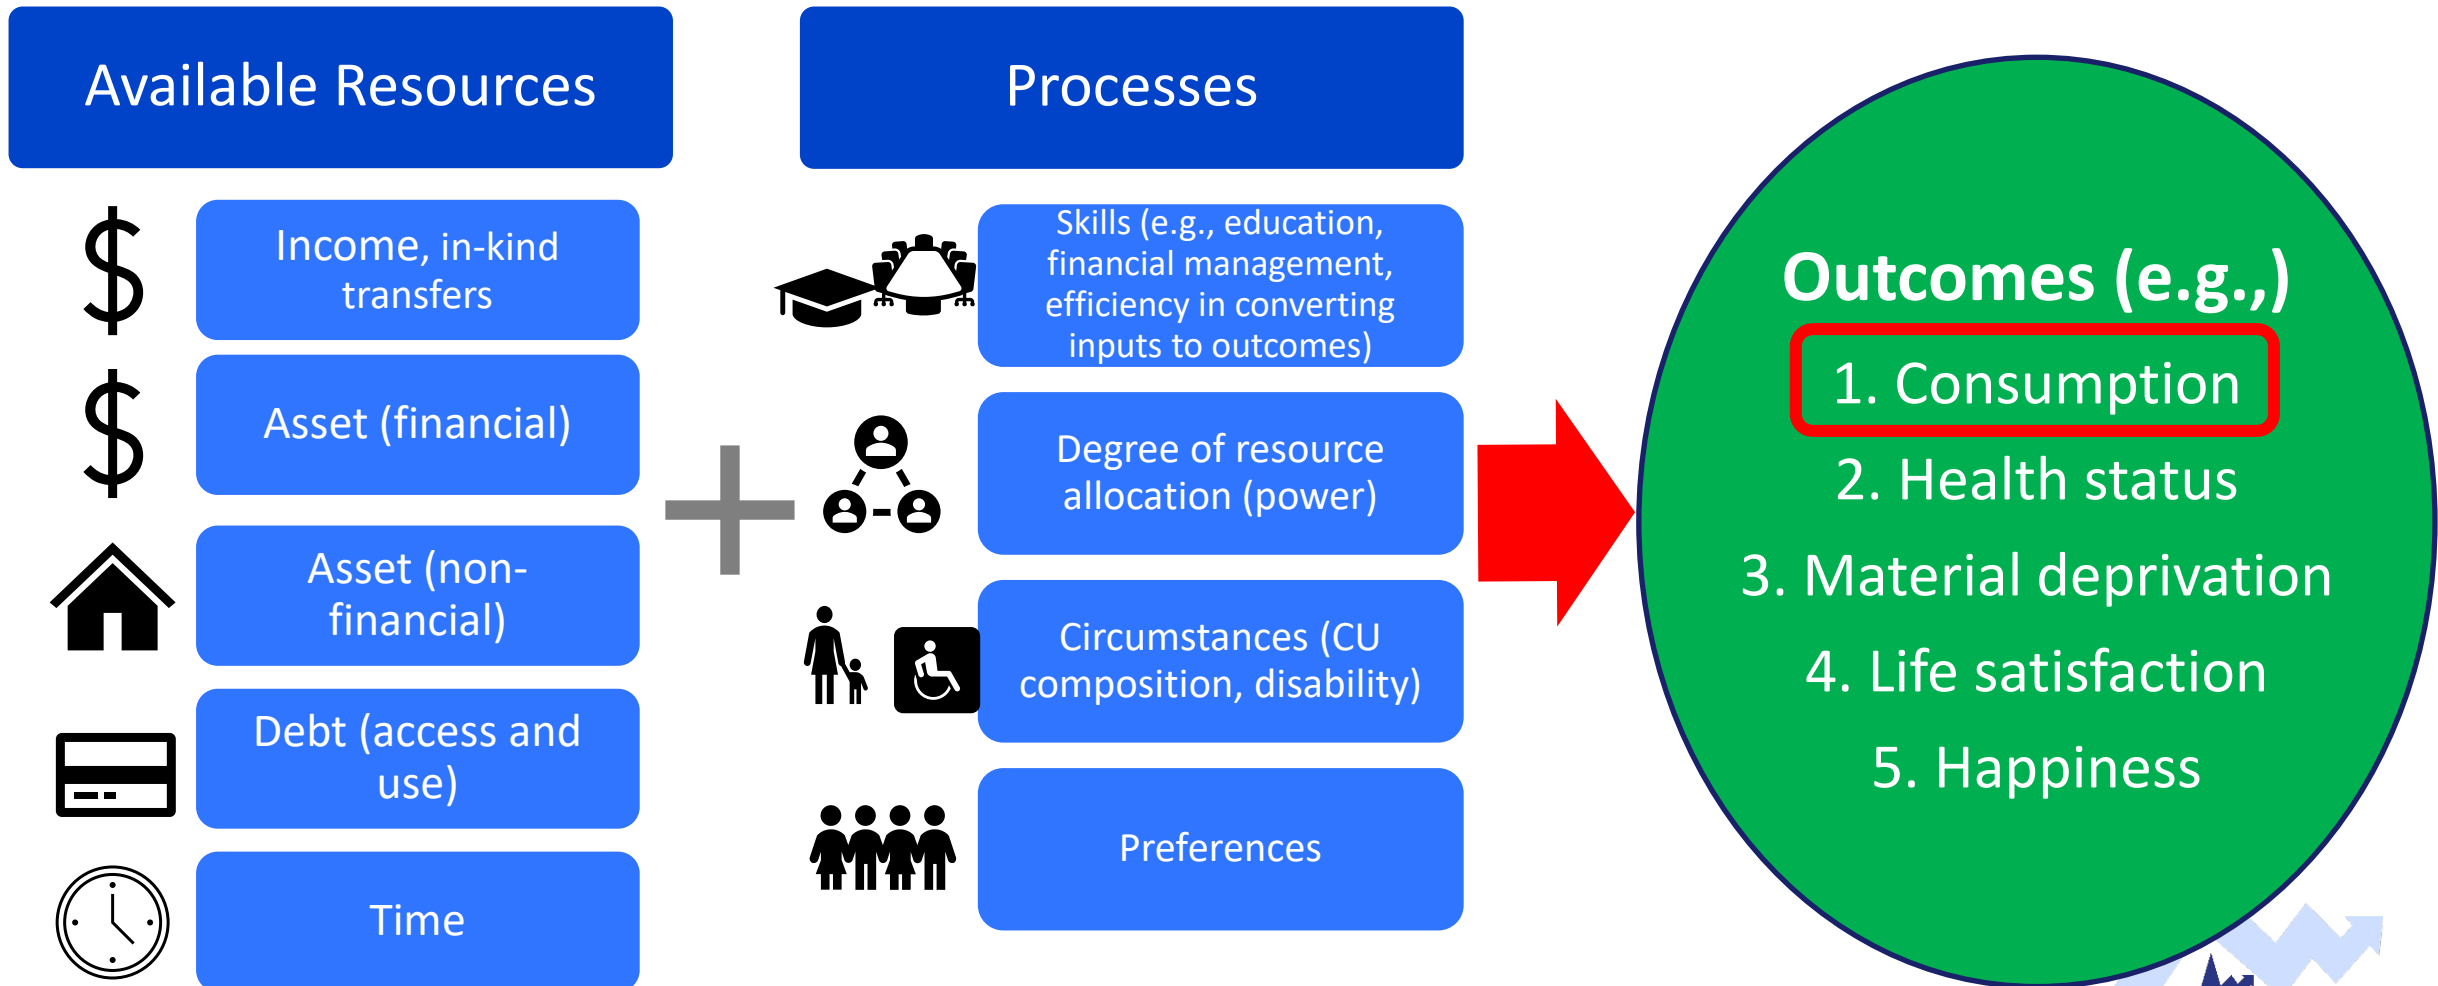 Available Resources
Income, in-kind
transfers
Asset (financial)
Asset (non-
financial)
Debt (access and
use)
Time
Processes
Skills (e.g., education,
financial management,
efficiency in converting
inputs to outcomes)
Degree of resource
allocation (power)
Circumstances (CU
composition, disability)
Preferences
Outcomes (e.g.,)
1. Consumption
2. Health status
3. Material deprivation
4. Life satisfaction
5. Happiness